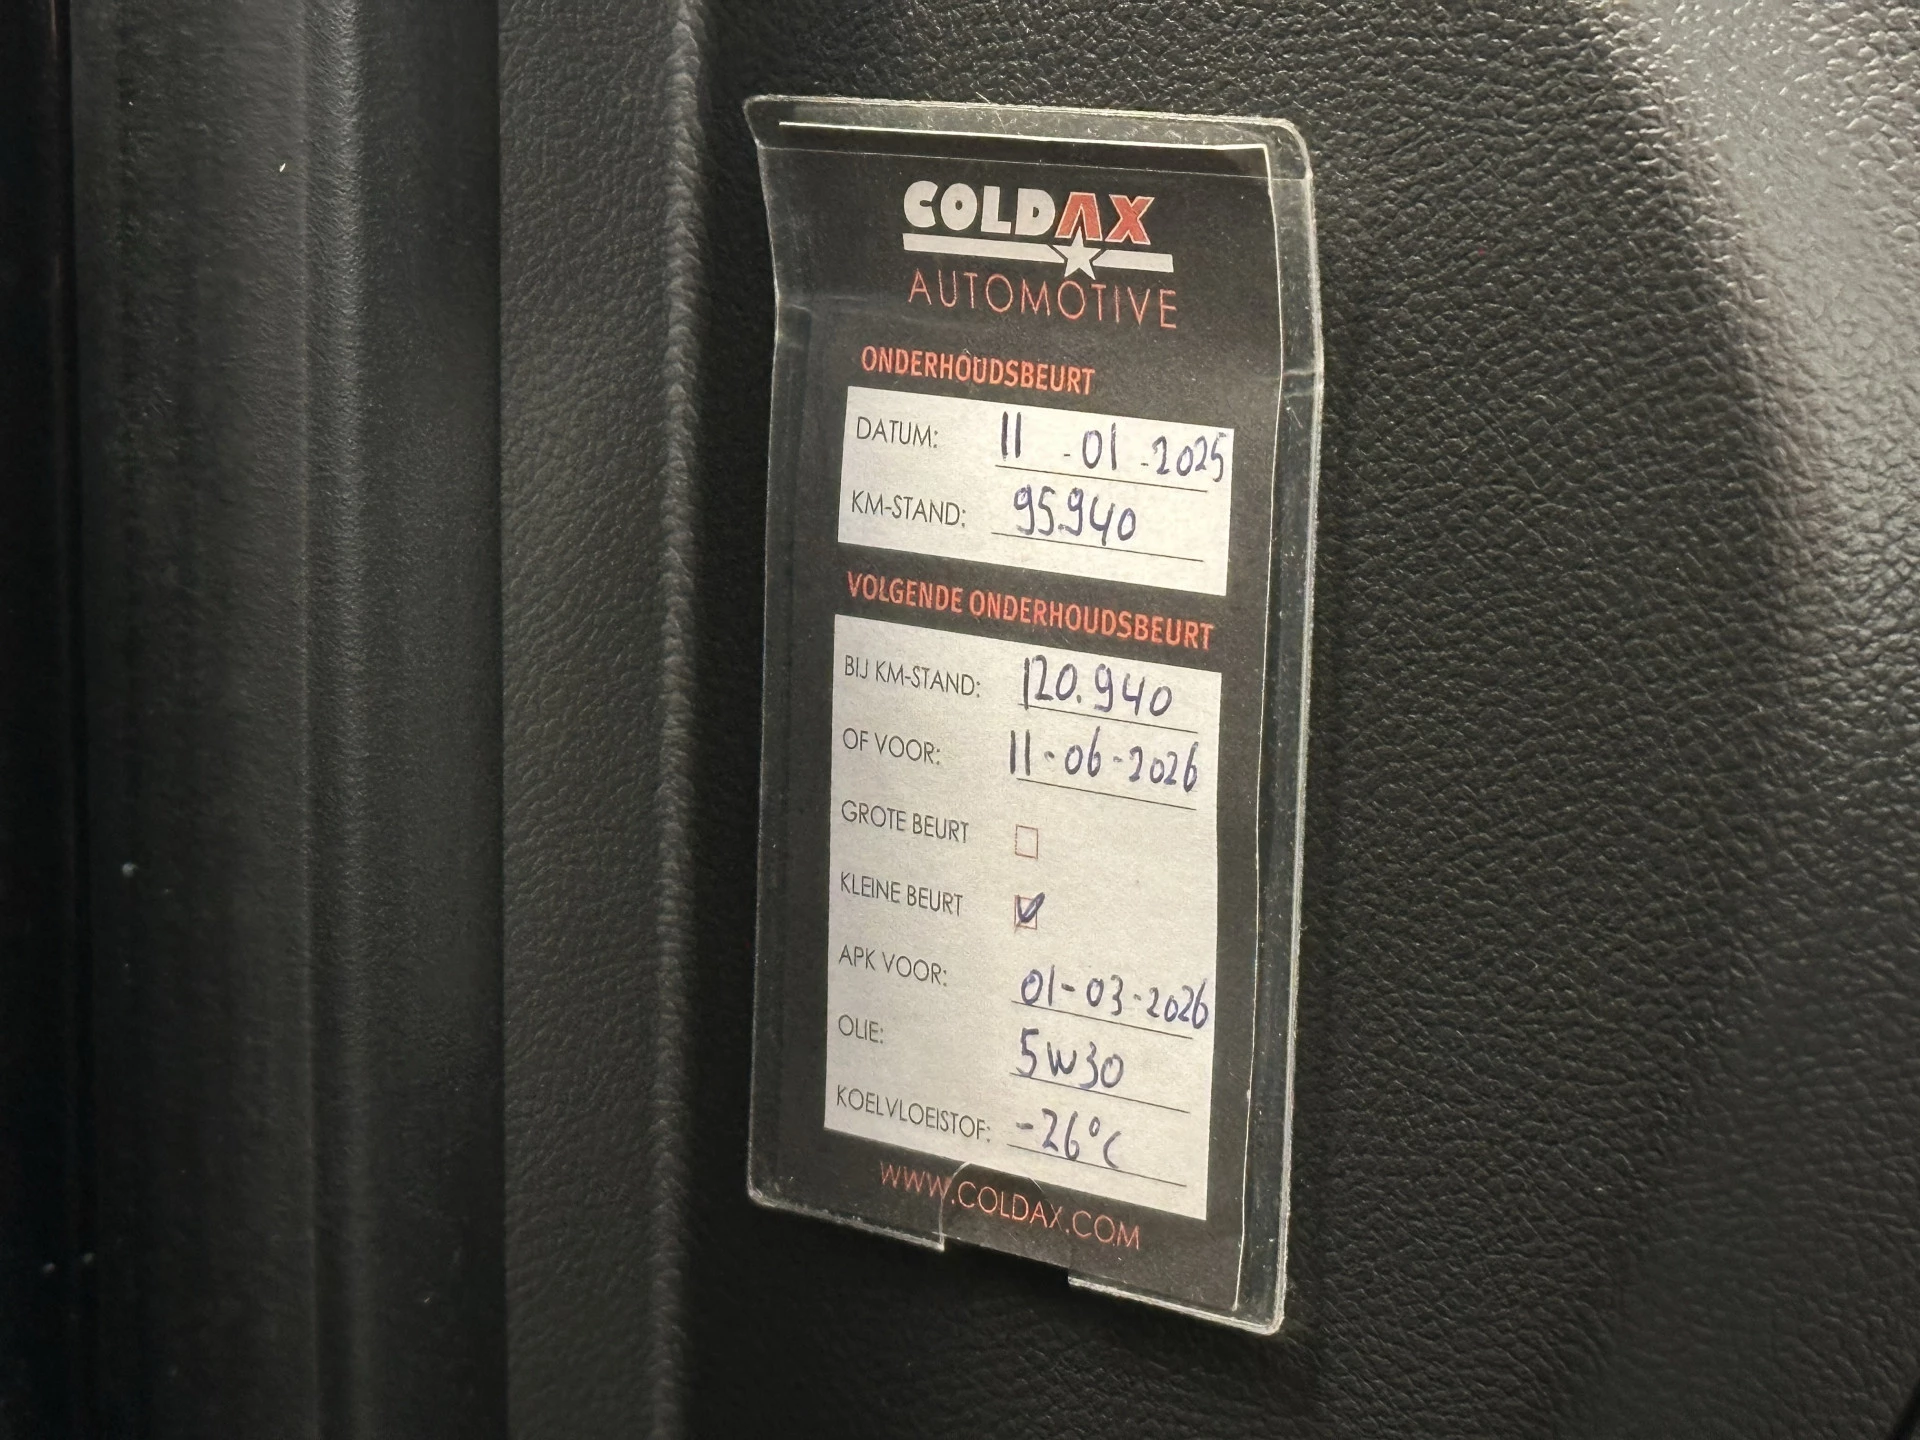 COLDAX
AUTOMOTIVE
ONDERHOUDSBEURT
DATUM: 11-01-2025
KM-STAND: 95.940
VOLGENDE ONDERHOUDSBEURT
BIJ KM-STAND: 120.940
OF VOOR: 11-06-2026
GROTE BEURT
KLEINE BEURT
APK VOOR: 01-03-2026
OLIE: 5W30
KOELVLOEISTOF: -26°C
WWW.COLDAX.COM